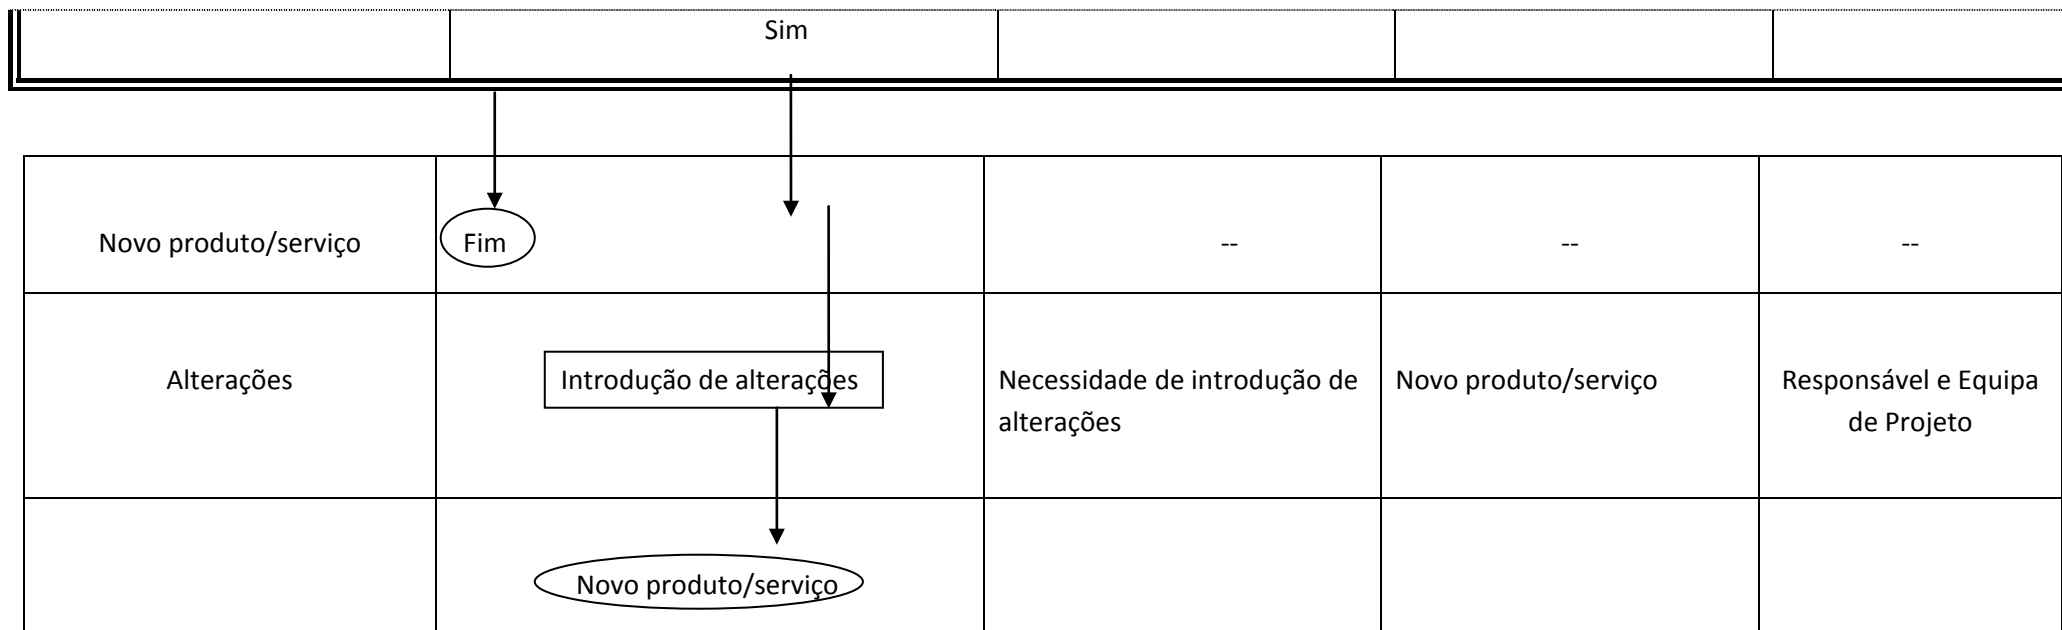 Sim
Novo produto/serviço
Fim
--
--
--
Alterações
Introdução de alterações
Necessidade de introdução de
alterações
Novo produto/serviço
Responsável e Equipa
de Projeto
Novo produto/serviço